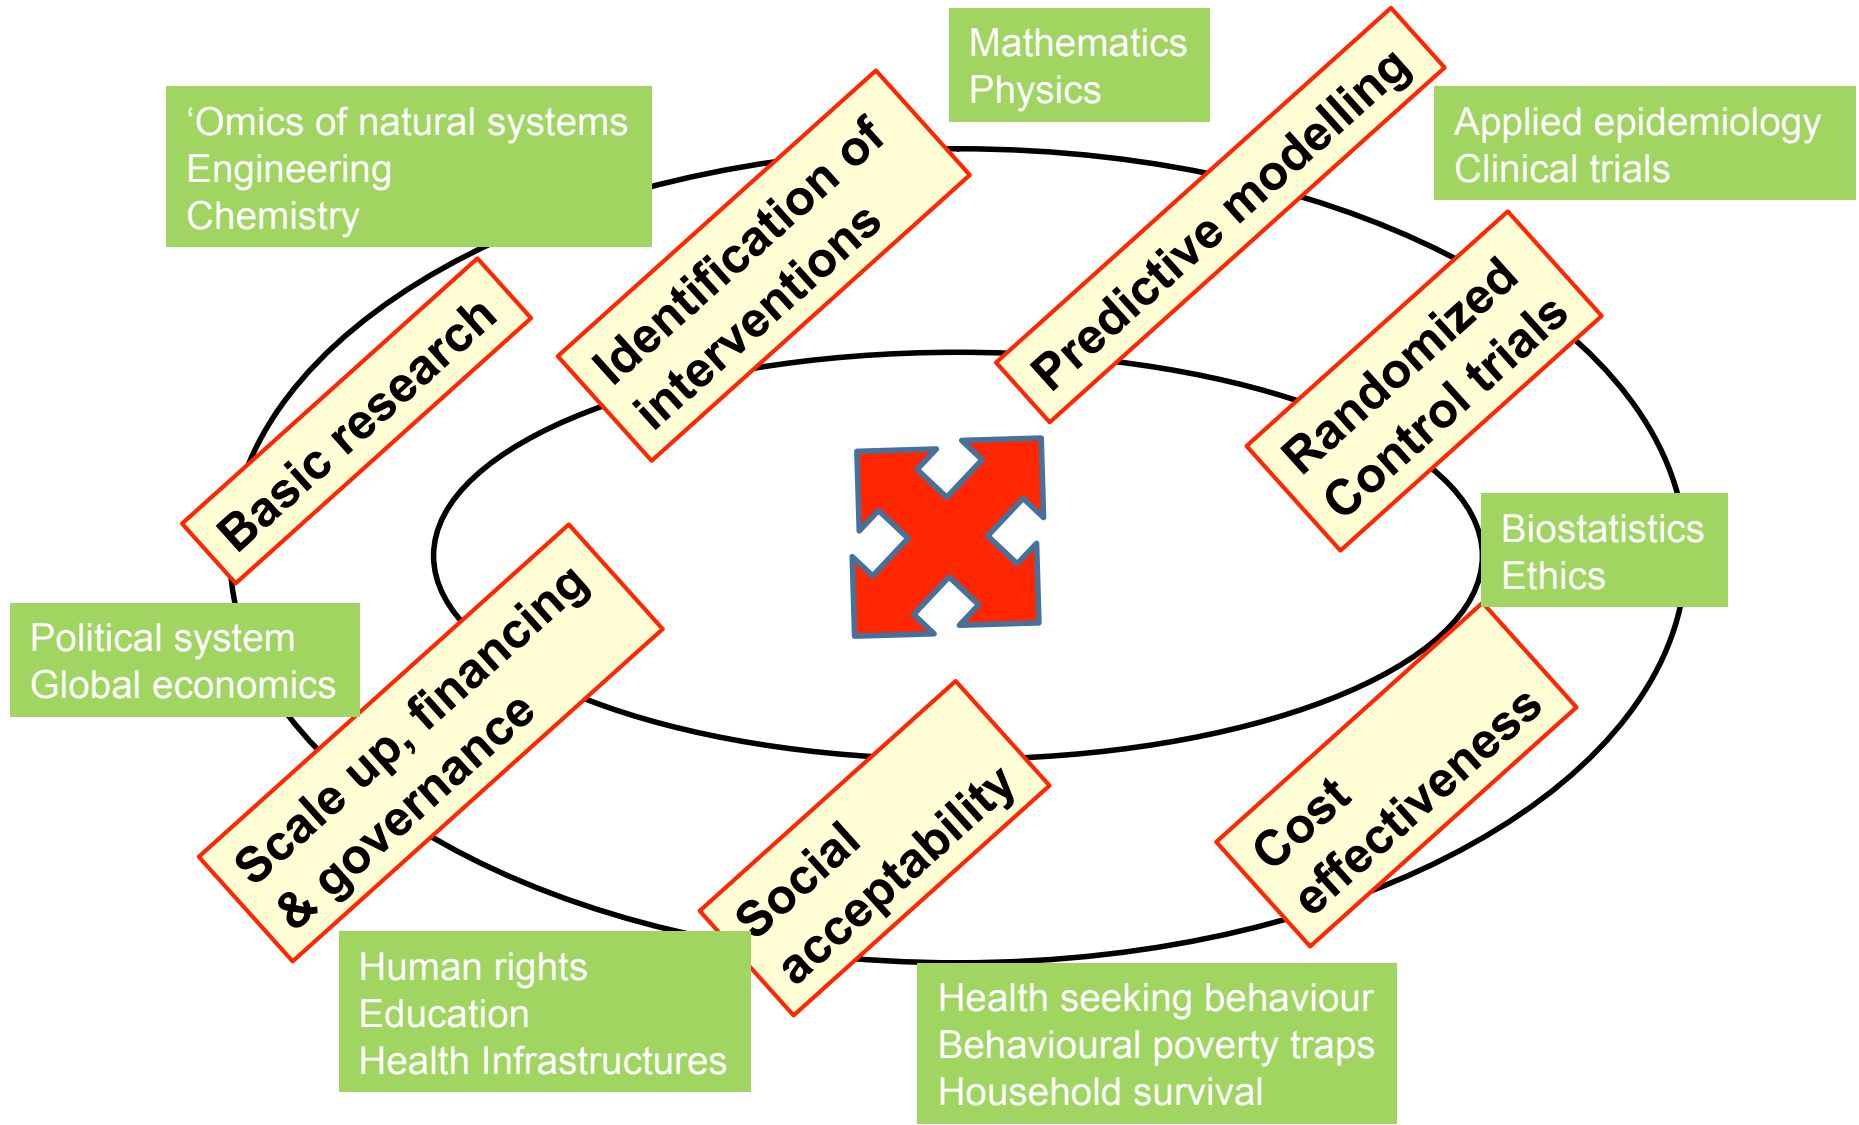 Mathematics
Physics
‘Omics of natural systems
Engineering
Chemistry
Applied epidemiology
Clinical trials
Identification of
interventions
Predictive modelling
Randomized
Control trials
Basic research
Biostatistics
Ethics
Political system
Global economics
Scale up, financing
& governance
Social
acceptability
Cost
effectiveness
Human rights
Education
Health Infrastructures
Health seeking behaviour
Behavioural poverty traps
Household survival